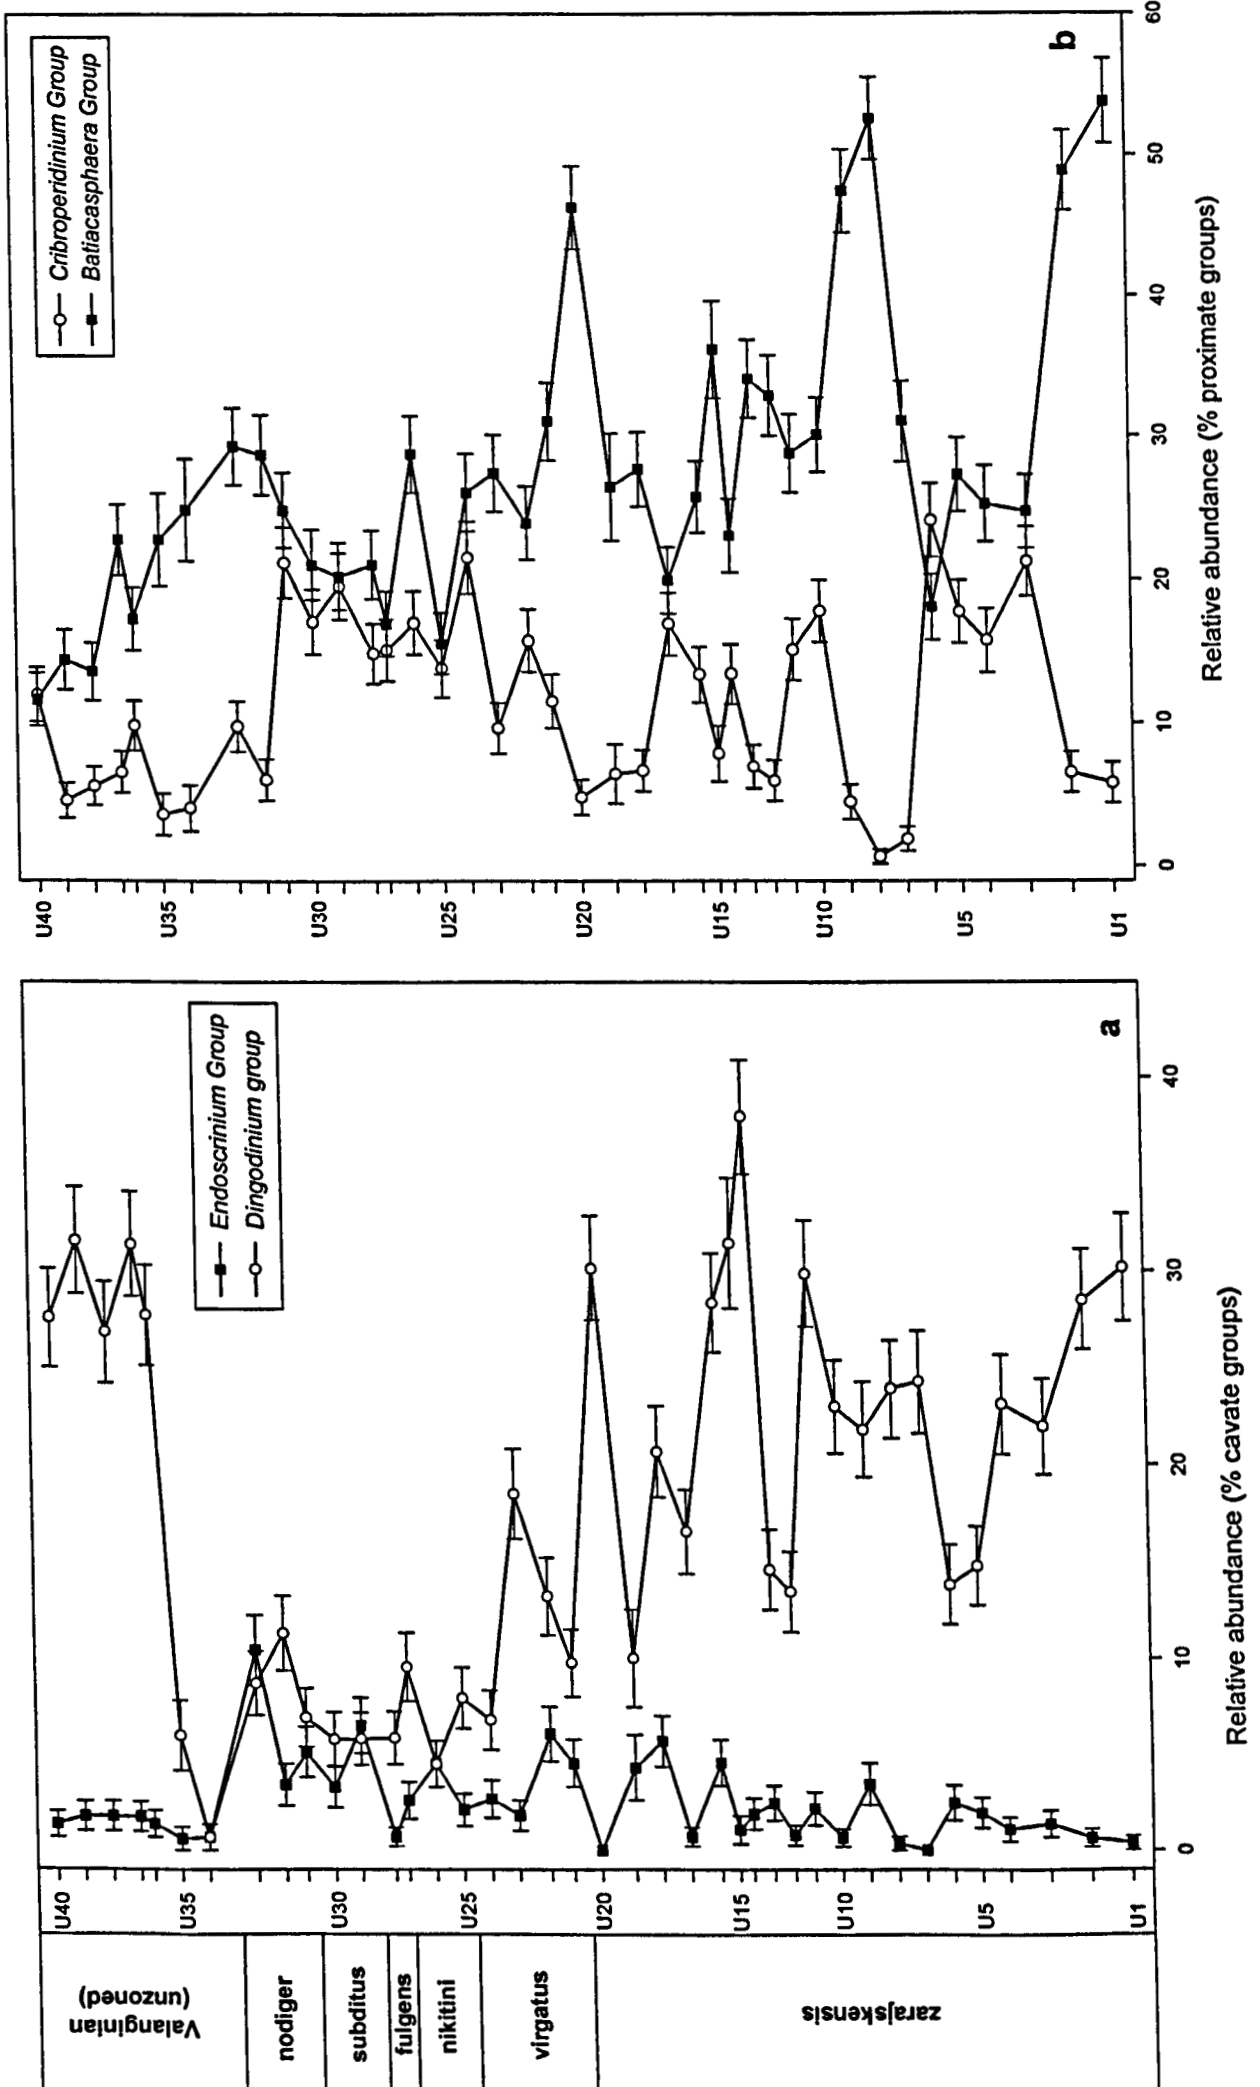 Valanginian
(unzoned)
nodiger
subditus
fulgens
nikitini
virgatus
zarajskensis
U40
U35
U30
U25
U20
U15
U10
U5
U1
Endoscrinium Group
Dingodinium group
a
0
10
20
30
40
Relative abundance (% cavate groups)
U40
U35
U30
U25
U20
U15
U10
U5
U1
Cribroperidinium Group
Batiacasphaera Group
b
0
10
20
30
40
50
60
Relative abundance (% proximate groups)